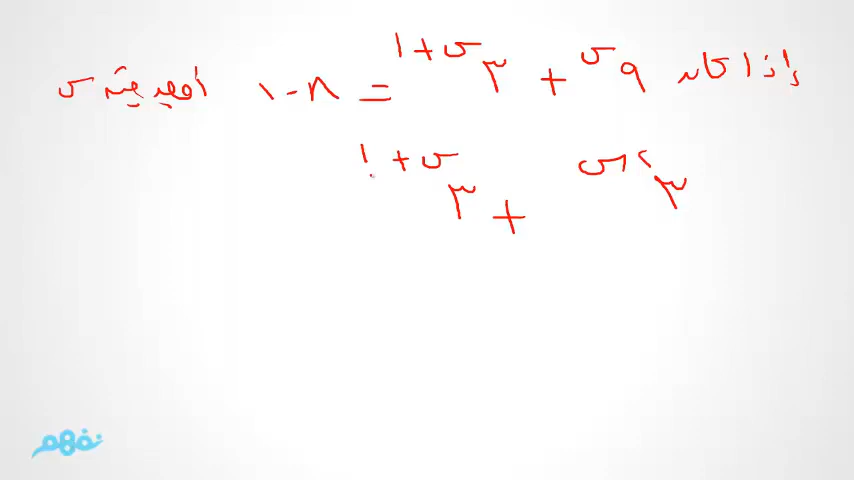 إذا كان ٩^س + ٣^س+١ = ١٠٨ أوجد قيمة س
٣^٢س + ٣^س+١
نفهم